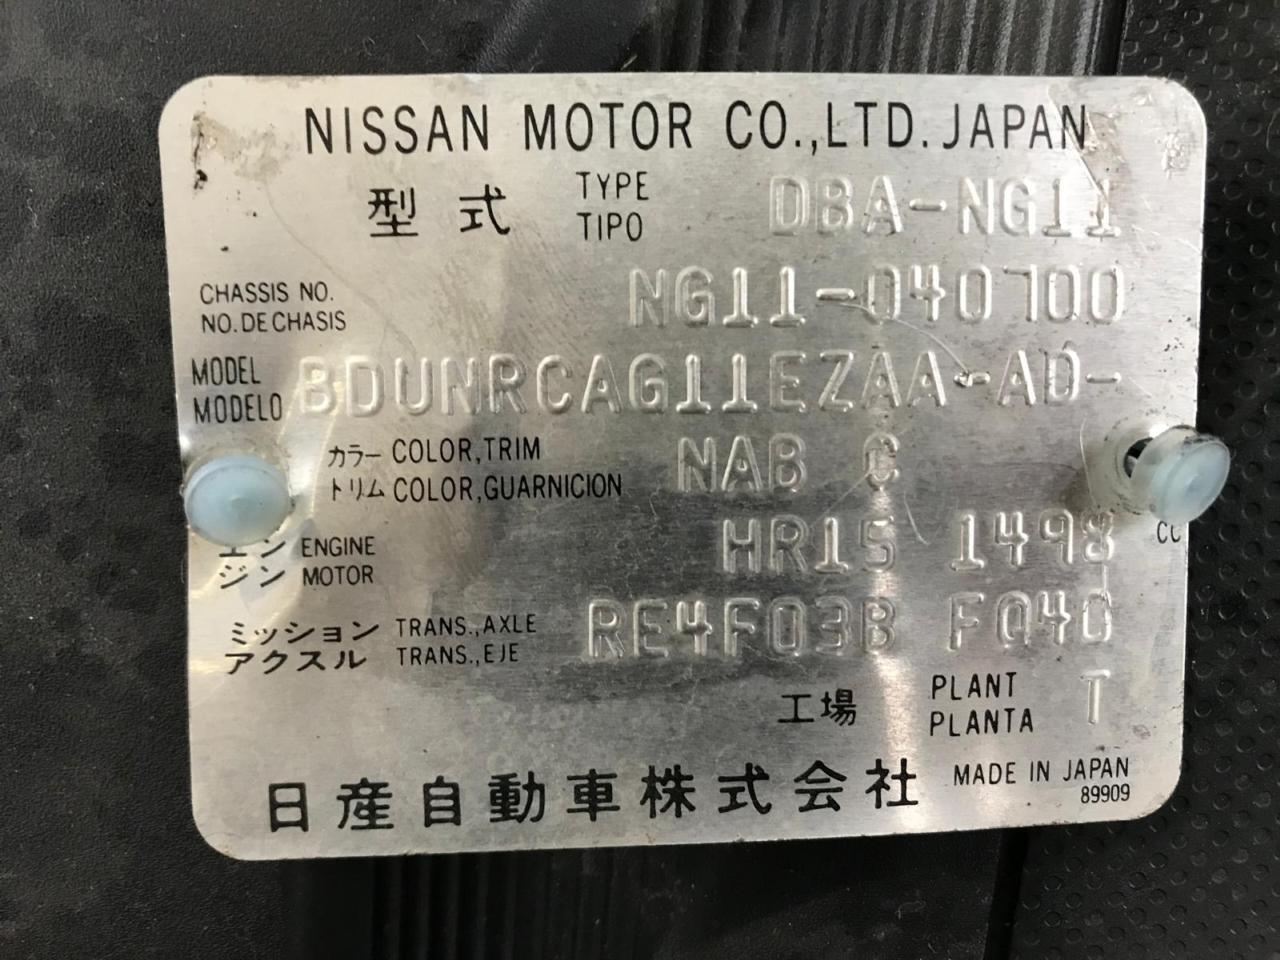 NISSAN MOTOR CO.,LTD.JAPAN
型式 TYPE DBA-NG11
TIPO
CHASSIS NO. NG11-040700
NO.DE CHASIS
MODEL BDUNRCAG11EZAA-AD-
MODELO
カラー COLOR,TRIM NAB C
トリム COLOR,GUARNICION
エン ENGINE HR15 1498 CC
ジン MOTOR
ミッション TRANS.,AXLE RE4F03B FQ40
アクスル TRANS.,EJE
工場 PLANT T
PLANTA
日産自動車株式会社 MADE IN JAPAN
89909